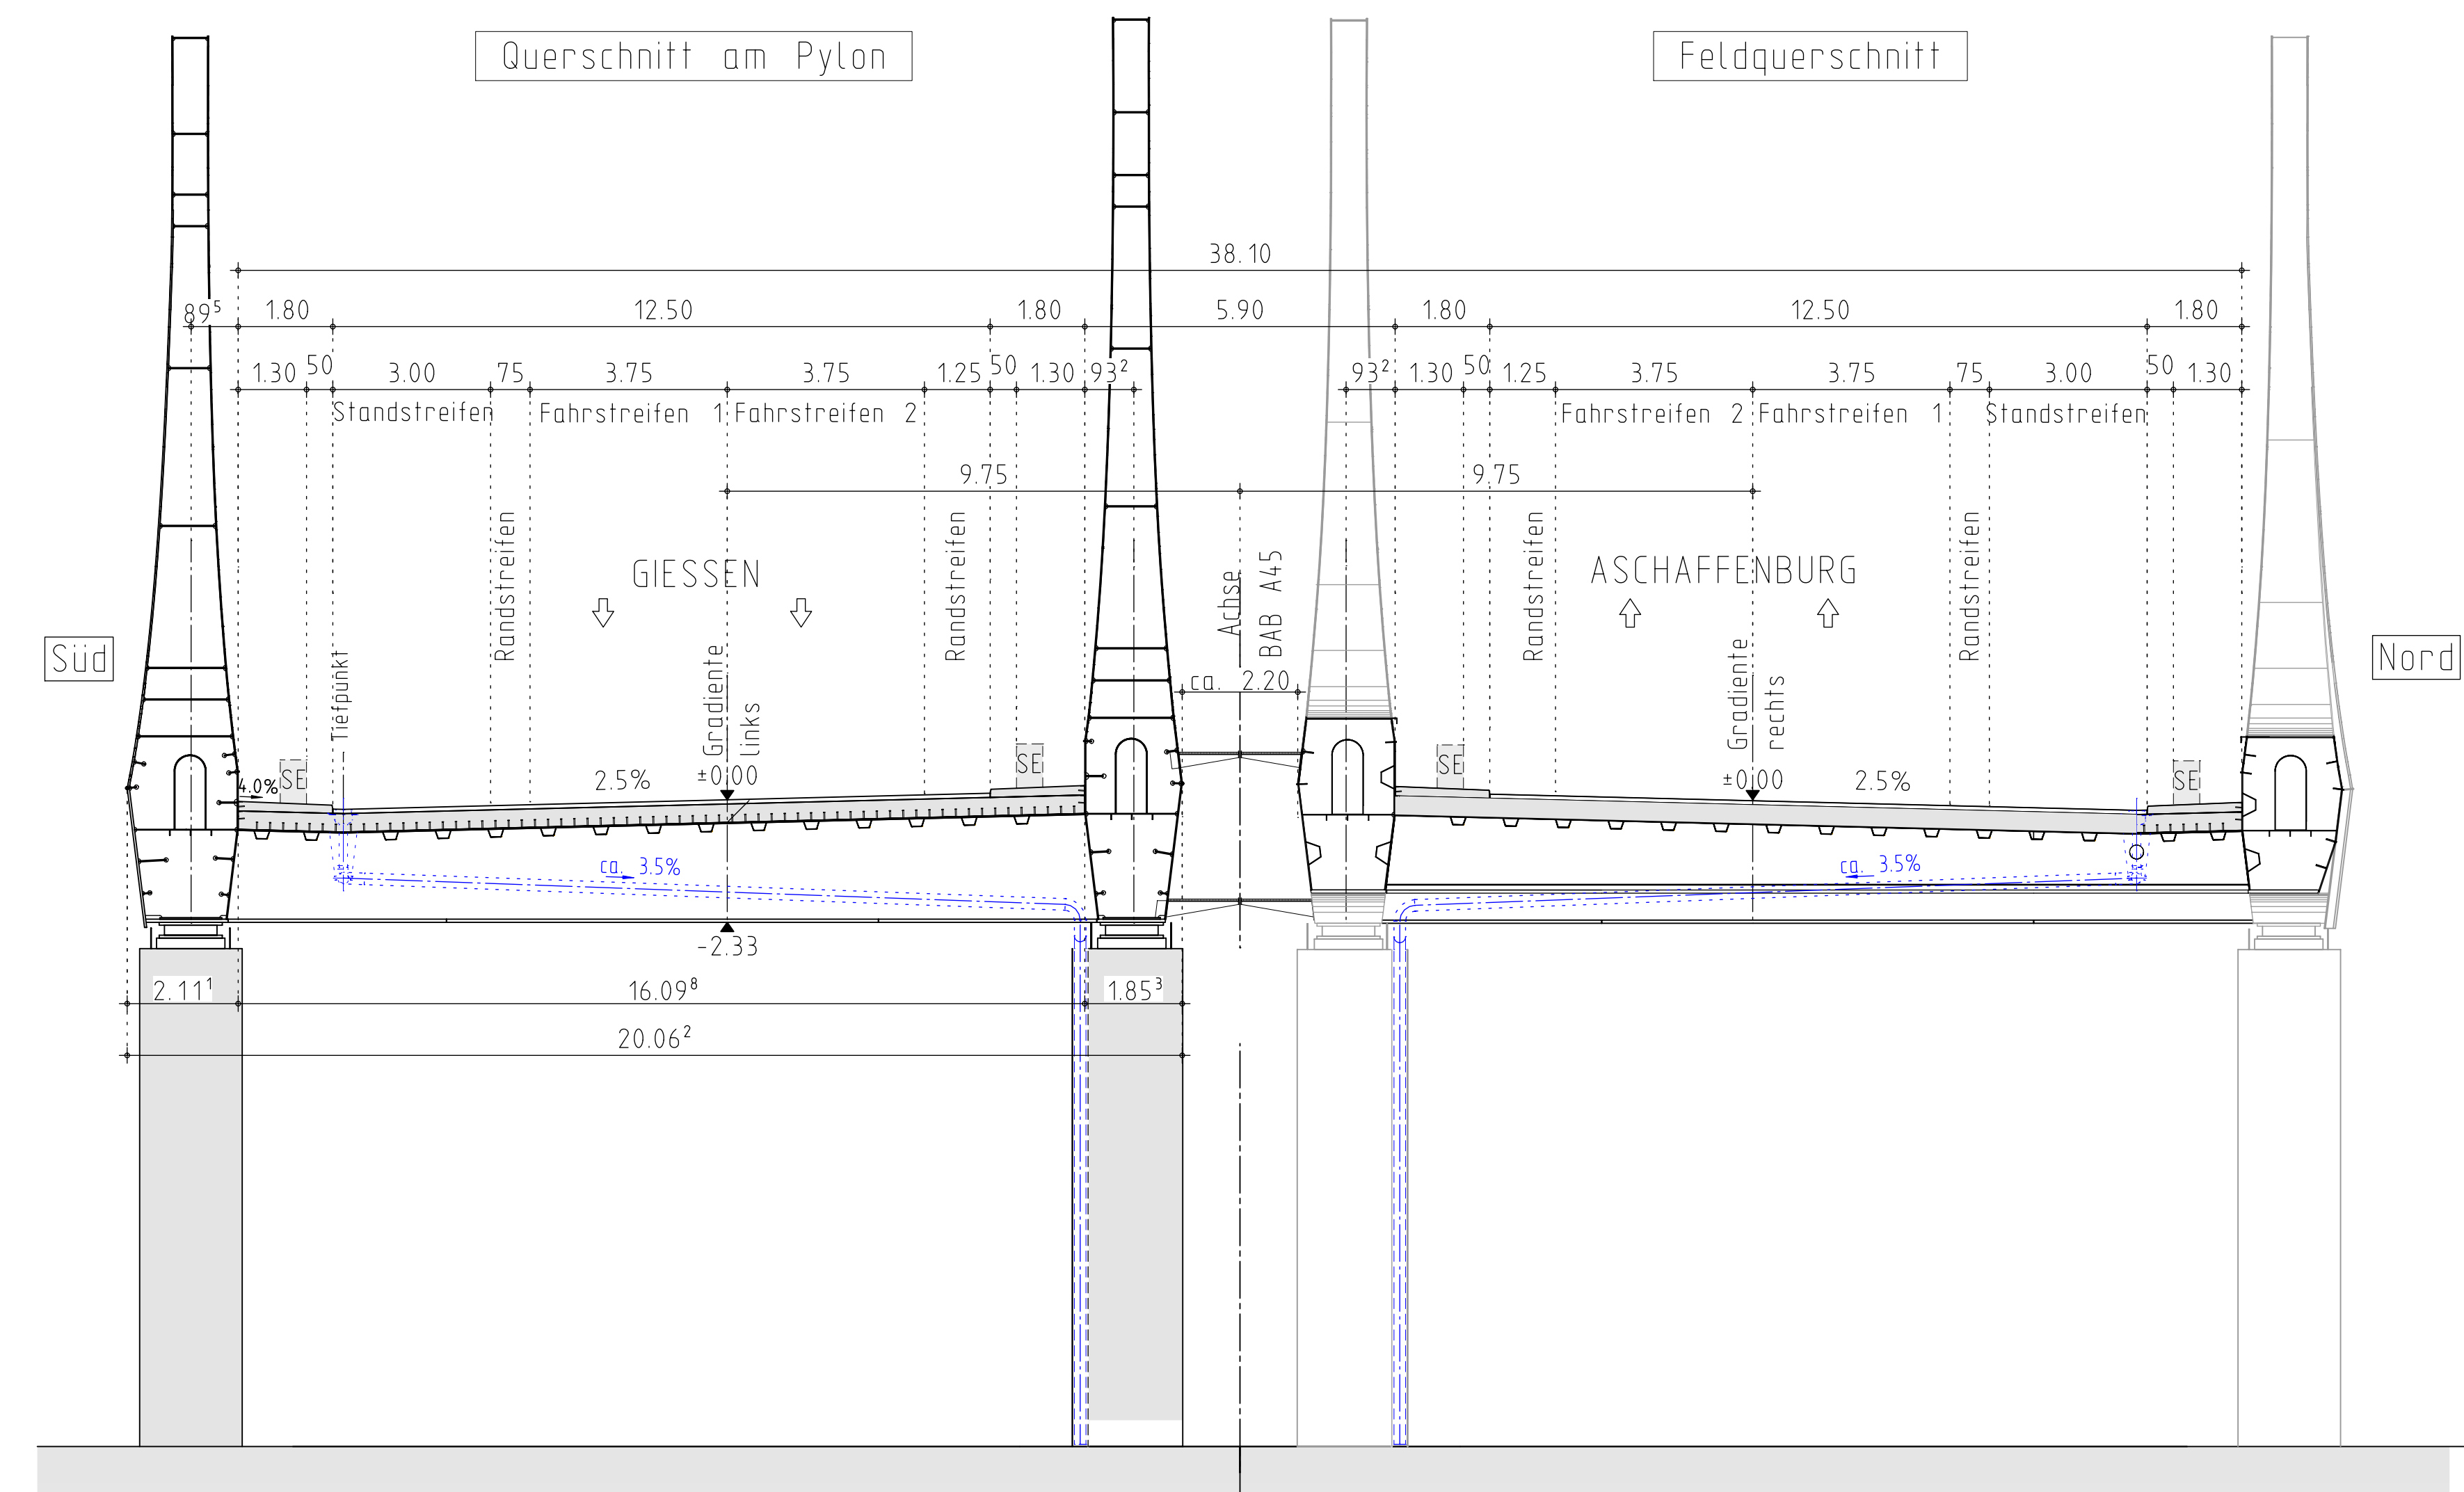 Querschnitt am Pylon
Feldquerschnitt
38.10
89⁵ 1.80 12.50 1.80 5.90 1.80 12.50 1.80
1.30 50 3.00 75 3.75 3.75 1.25 50 1.30 93² 93² 1.30 50 1.25 3.75 3.75 75 3.00 50 1.30
Standstreifen Fahrstreifen 1 Fahrstreifen 2 Fahrstreifen 2 Fahrstreifen 1 Standstreifen
9.75 9.75
Randstreifen
Randstreifen
Randstreifen
Randstreifen
GIESSEN
ASCHAFFENBURG
Achse
BAB A45
Süd
Nord
Tiefpunkt
Gradiente
links
Gradiente
rechts
ca. 2.20
SE
SE
SE
SE
4.0%
2.5%
±0.00
±0.00
2.5%
ca. 3.5%
ca. 3.5%
-2.33
2.11¹ 16.09⁸ 1.85³
20.06²